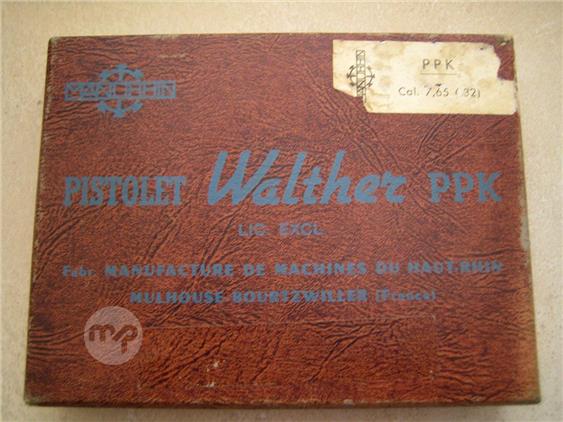 MANURHIN
PPK
Cal. 7,65 (.32)
PISTOLET Walther PPK
LIC. EXCL.
Fabr. MANUFACTURE DE MACHINES DU HAUT-RHIN
MULHOUSE-BOURTZWILLER (France)
mp